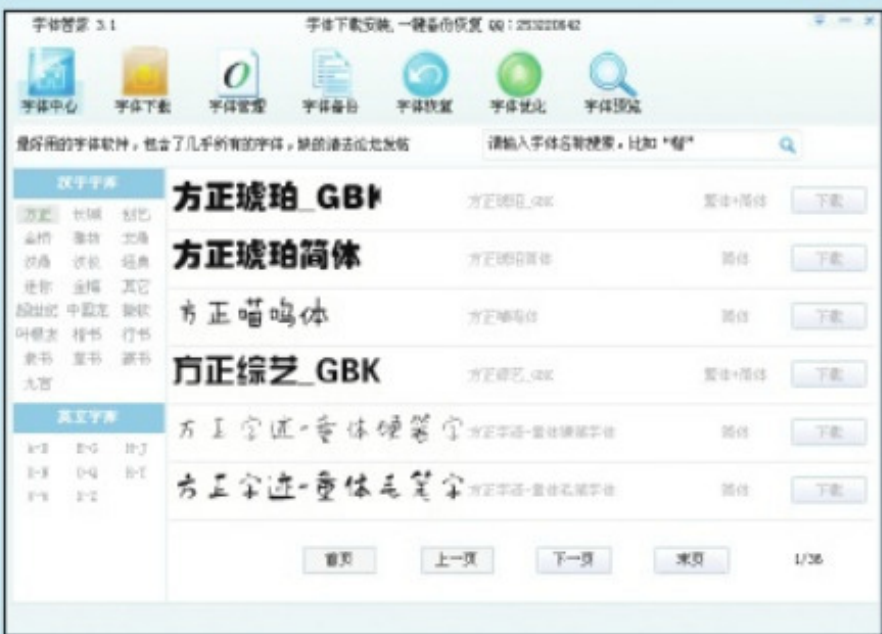 字体管家 3.1
字体下载安装,一键备份恢复 QQ:253220642
字体中心 字体下载 字体管理 字体备份 字体恢复 字体优化 字体预览
最好用的字体软件,包含了几乎所有的字体,缺的请去论坛发帖
请输入字体名称搜索,比如 "喵"
汉字字库
方正 长城 创艺
金桥 雅坊 文鼎
汉鼎 汉仪 经典
迷你 金梅 其它
超世纪 中国龙 微软
叶根友 楷书 行书
隶书 草书 篆书
九宫
英文字库
方正琥珀_GBK 方正琥珀_GBK 繁体+简体 下载
方正琥珀简体 方正琥珀简体 简体 下载
方正喵呜体 方正喵呜体 简体 下载
方正综艺_GBK 方正综艺_GBK 繁体+简体 下载
方正字迹-童体硬笔字 方正字迹-童体硬笔字体 简体 下载
方正字迹-童体毛笔字 方正字迹-童体毛笔字体 简体 下载
首页 上一页 下一页 末页 1/36